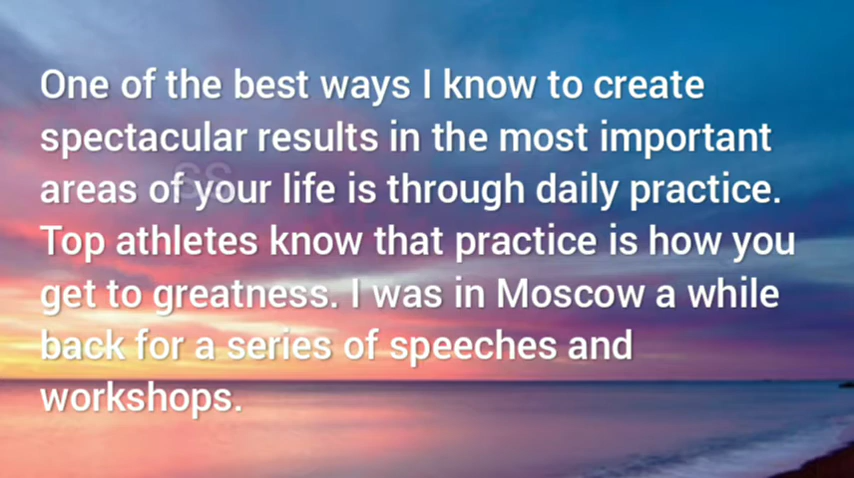 One of the best ways I know to create
spectacular results in the most important
areas of your life is through daily practice.
Top athletes know that practice is how you
get to greatness. I was in Moscow a while
back for a series of speeches and
workshops.